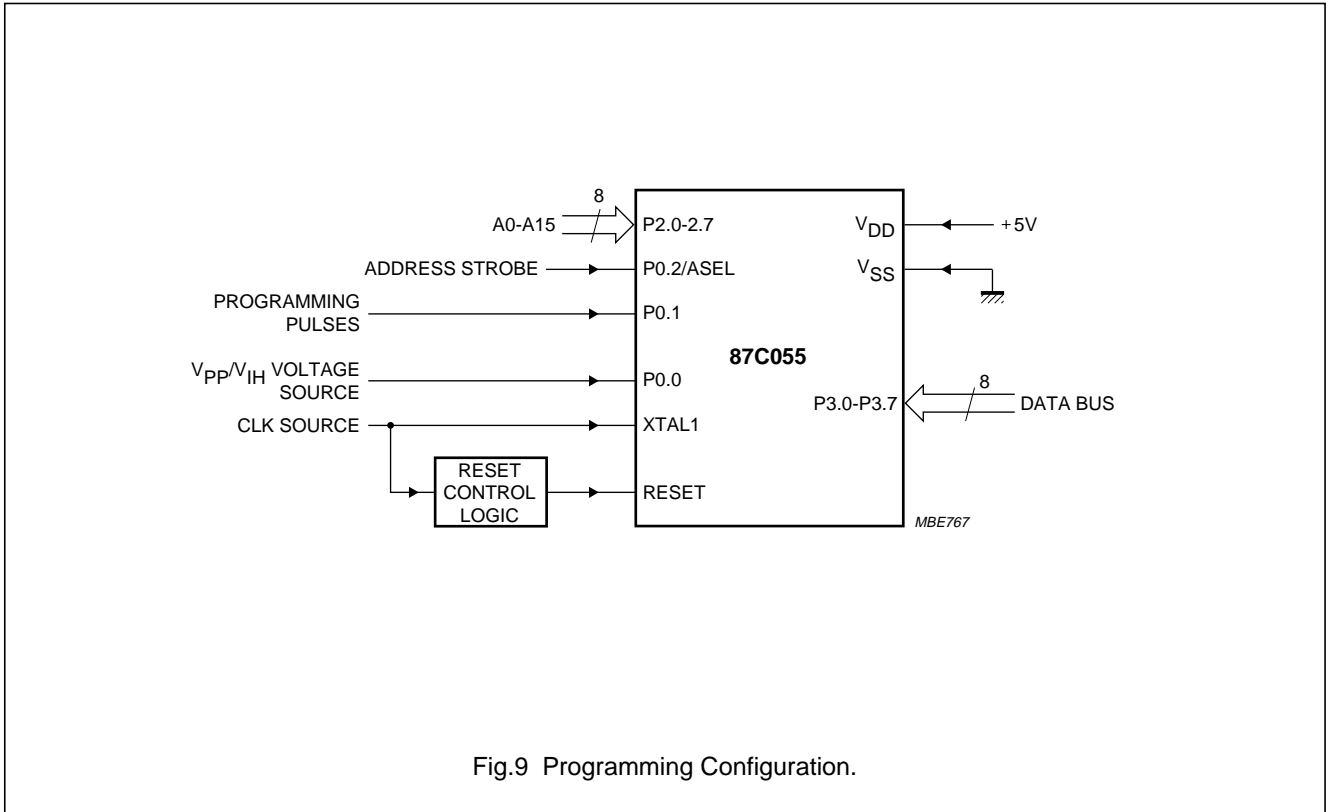 8
A0-A15
P2.0-2.7
VDD
+5V
ADDRESS STROBE
P0.2/ASEL
VSS
PROGRAMMING
PULSES
P0.1
87C055
VPP/VIH VOLTAGE
SOURCE
P0.0
8
P3.0-P3.7
DATA BUS
CLK SOURCE
XTAL1
RESET
CONTROL
LOGIC
RESET
MBE767
Fig.9 Programming Configuration.